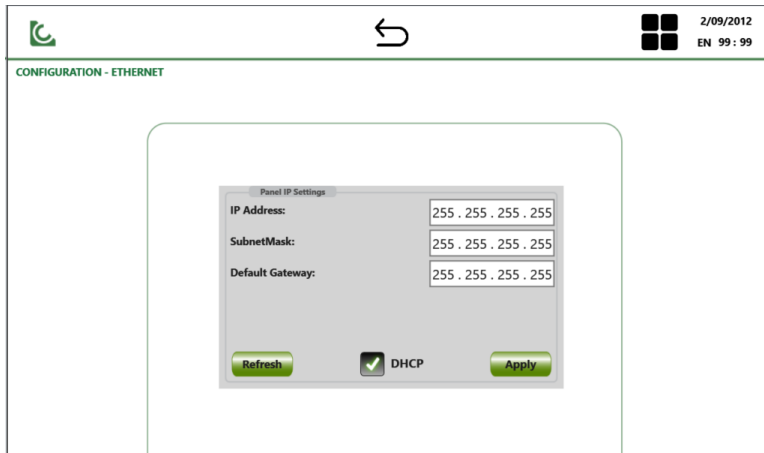 2/09/2012
EN 99 : 99
CONFIGURATION - ETHERNET
Panel IP Settings
IP Address: 255 . 255 . 255 . 255
SubnetMask: 255 . 255 . 255 . 255
Default Gateway: 255 . 255 . 255 . 255
Refresh DHCP Apply